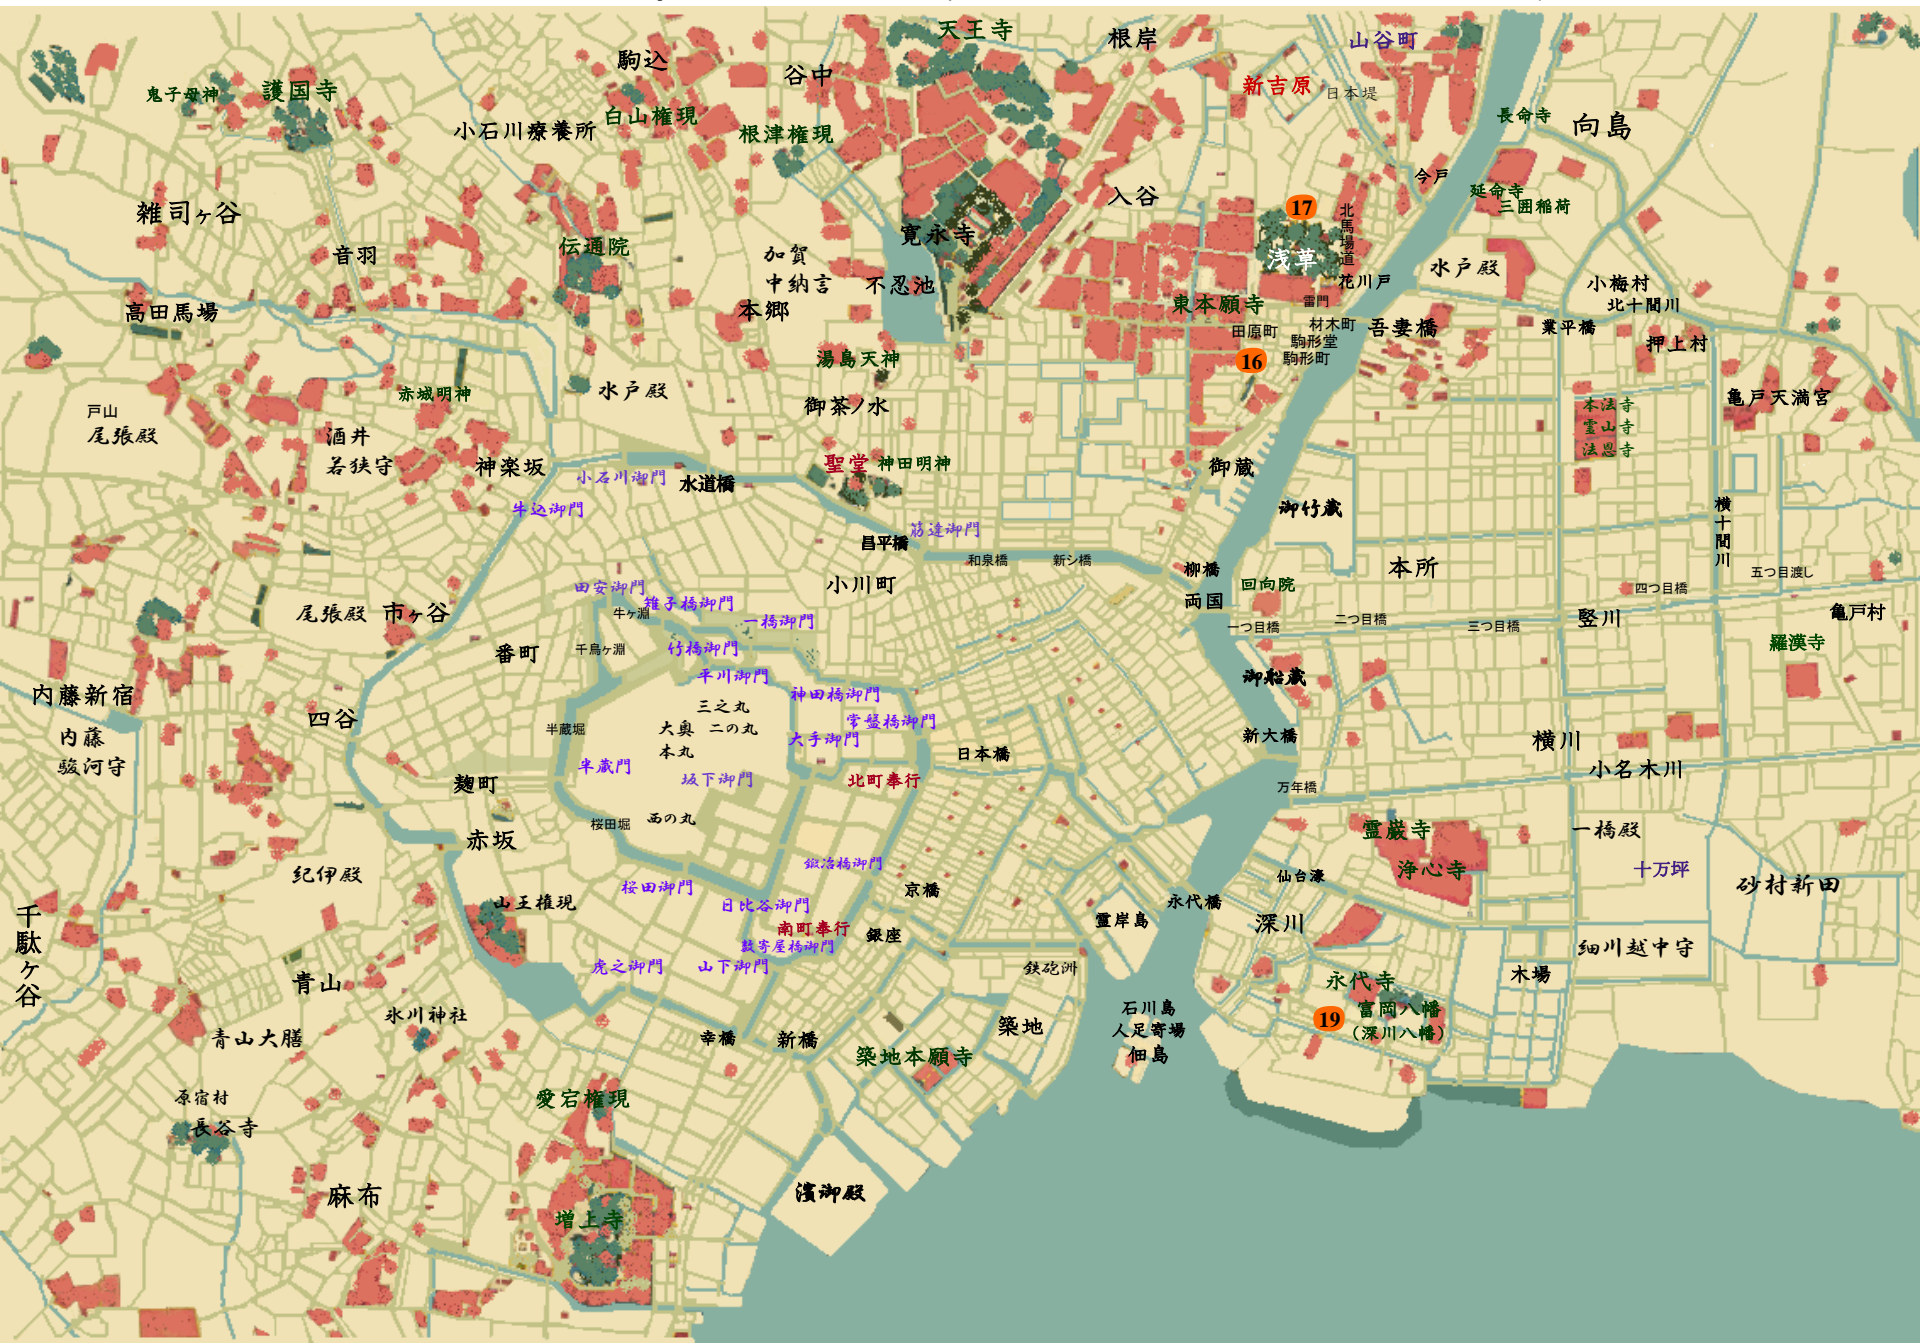 天王寺
根岸
山谷町
駒込
谷中
新吉原
日本堤
鬼子母神
護国寺
白山権現
小石川療養所
根津権現
長命寺
向島
今戸
入谷
延命寺
三囲稲荷
17
北馬場道
雑司ヶ谷
音羽
伝通院
加賀
中納言
寛永寺
不忍池
浅草
花川戸
水戸殿
小梅村
北十間川
高田馬場
本郷
東本願寺
雷門
田原町
材木町
吾妻橋
業平橋
駒形堂
駒形町
押上村
16
湯島天神
赤城明神
水戸殿
御茶ノ水
亀戸天満宮
本法寺
霊山寺
法恩寺
戸山
尾張殿
酒井
若狭守
神楽坂
小石川御門
水道橋
聖堂
神田明神
御蔵
御竹蔵
横十間川
牛込御門
筋違御門
昌平橋
和泉橋
新シ橋
柳橋
両国
回向院
本所
五つ目渡し
四つ目橋
小川町
田安御門
雉子橋御門
牛ヶ淵
一橋御門
尾張殿
市ヶ谷
一つ目橋
二つ目橋
三つ目橋
竪川
亀戸村
羅漢寺
番町
千鳥ヶ淵
竹橋御門
平川御門
御船蔵
内藤新宿
神田橋御門
三之丸
大奥
二の丸
本丸
常盤橋御門
大手御門
四谷
半蔵堀
内藤
駿河守
日本橋
新大橋
横川
小名木川
半蔵門
坂下御門
北町奉行
麹町
万年橋
桜田堀
西の丸
赤坂
霊巌寺
一橋殿
浄心寺
十万坪
砂村新田
鍛冶橋御門
紀伊殿
桜田御門
京橋
仙台濠
山王権現
日比谷御門
永代橋
霊岸島
深川
南町奉行
銀座
数寄屋橋御門
細川越中守
千駄ヶ谷
虎之御門
山下御門
鉄砲洲
木場
青山
永代寺
氷川神社
石川島
人足寄場
佃島
富岡八幡
（深川八幡）
19
青山大膳
幸橋
新橋
築地
築地本願寺
原宿村
長谷寺
愛宕権現
麻布
濱御殿
増上寺